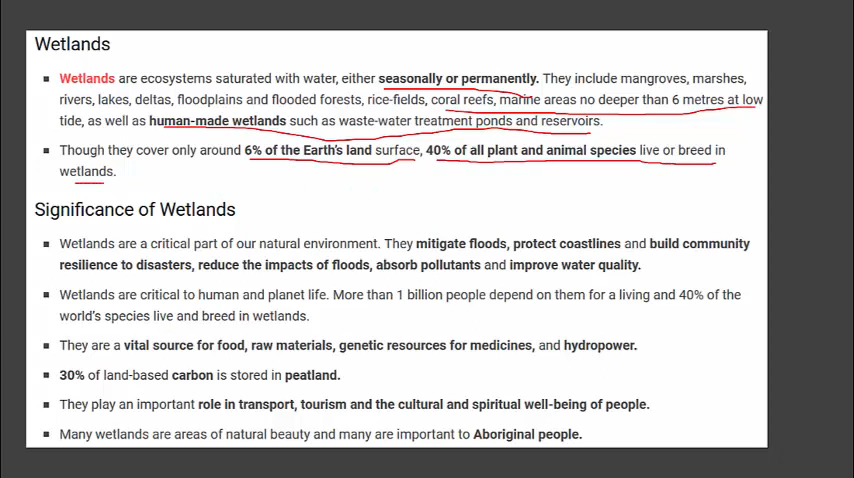 Wetlands
Wetlands are ecosystems saturated with water, either seasonally or permanently. They include mangroves, marshes,
rivers, lakes, deltas, floodplains and flooded forests, rice-fields, coral reefs, marine areas no deeper than 6 metres at low
tide, as well as human-made wetlands such as waste-water treatment ponds and reservoirs.
Though they cover only around 6% of the Earth's land surface, 40% of all plant and animal species live or breed in
wetlands.
Significance of Wetlands
Wetlands are a critical part of our natural environment. They mitigate floods, protect coastlines and build community
resilience to disasters, reduce the impacts of floods, absorb pollutants and improve water quality.
Wetlands are critical to human and planet life. More than 1 billion people depend on them for a living and 40% of the
world's species live and breed in wetlands.
They are a vital source for food, raw materials, genetic resources for medicines, and hydropower.
30% of land-based carbon is stored in peatland.
They play an important role in transport, tourism and the cultural and spiritual well-being of people.
Many wetlands are areas of natural beauty and many are important to Aboriginal people.